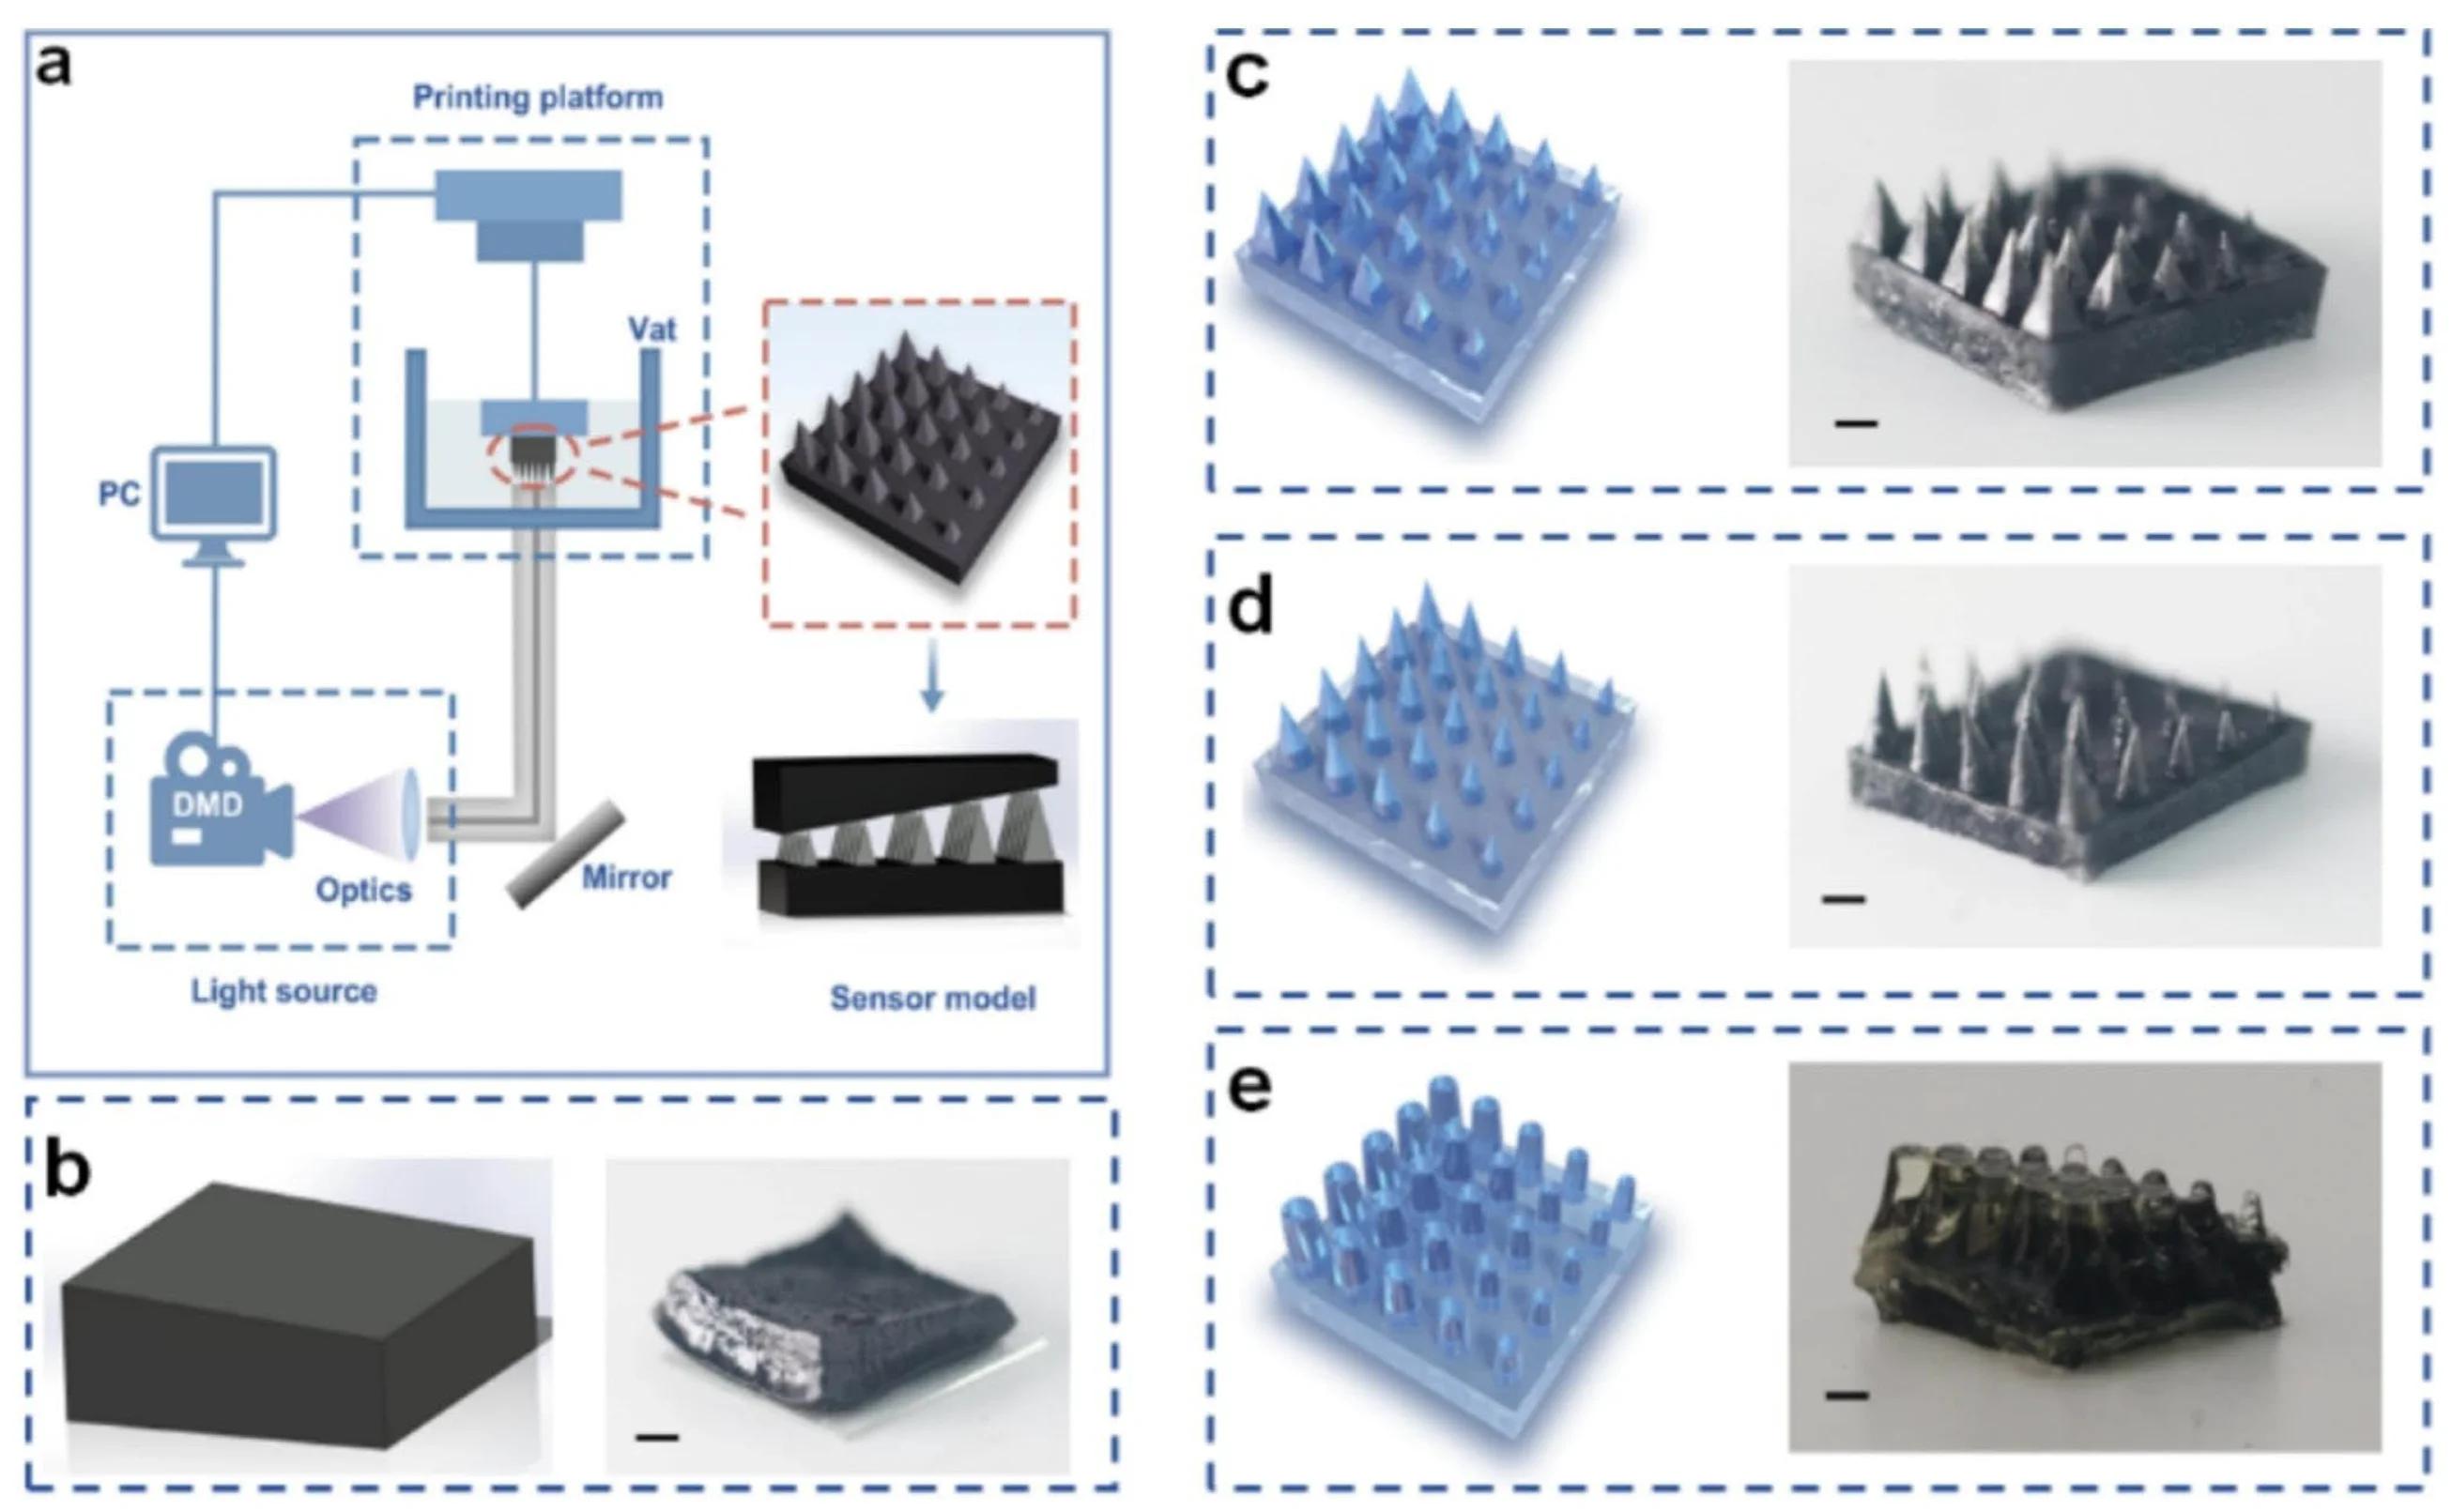 a
Printing platform
Vat
PC
DMD
Optics
Mirror
Light source
Sensor model
b
c
d
e